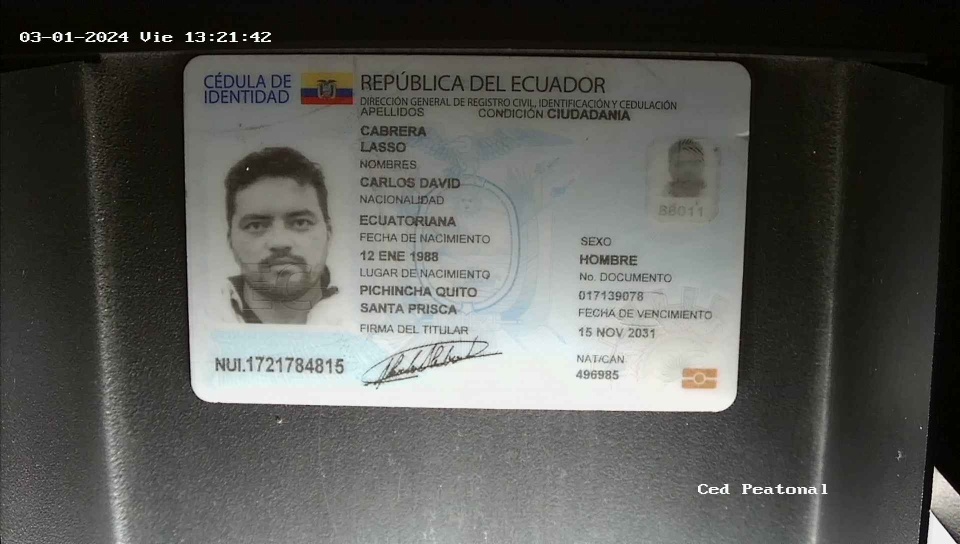 03-01-2024 Vie 13:21:42
CÉDULA DE
IDENTIDAD
REPÚBLICA DEL ECUADOR
DIRECCIÓN GENERAL DE REGISTRO CIVIL, IDENTIFICACIÓN Y CEDULACIÓN
APELLIDOS CONDICIÓN CIUDADANIA
CABRERA
LASSO
NOMBRES
CARLOS DAVID
NACIONALIDAD
ECUATORIANA
FECHA DE NACIMIENTO
12 ENE 1988
LUGAR DE NACIMIENTO
PICHINCHA QUITO
SANTA PRISCA
FIRMA DEL TITULAR
NUI.1721784815
SEXO
HOMBRE
No. DOCUMENTO
017139078
FECHA DE VENCIMIENTO
15 NOV 2031
NAT/CAN
496985
Ced Peatonal